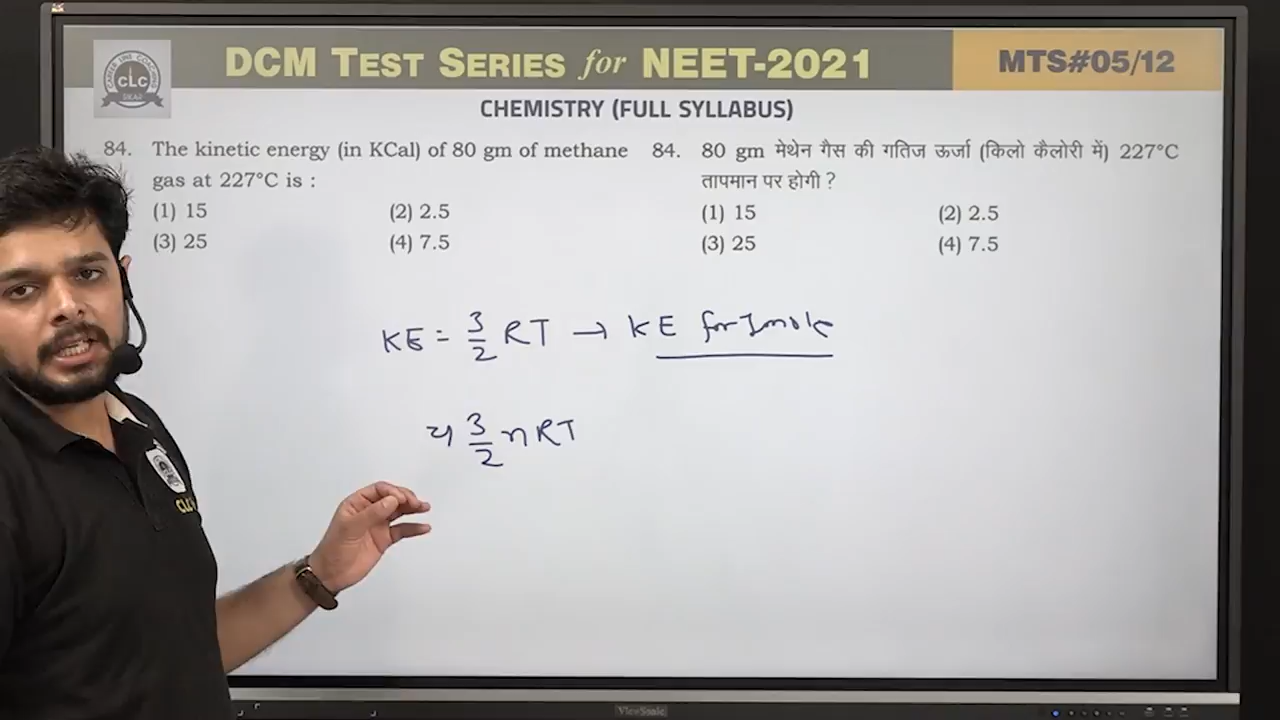 DCM TEST SERIES for NEET-2021
MTS#05/12
CLC
CHEMISTRY (FULL SYLLABUS)
84. The kinetic energy (in KCal) of 80 gm of methane
gas at 227°C is :
(1) 15 (2) 2.5
(3) 25 (4) 7.5
84. 80 gm मेथेन गैस की गतिज ऊर्जा (किलो कैलोरी में) 227°C
तापमान पर होगी ?
(1) 15 (2) 2.5
(3) 25 (4) 7.5
KE = 3/2 RT → KE for 1 mole
3/2 nRT
CLC
ViewSonic